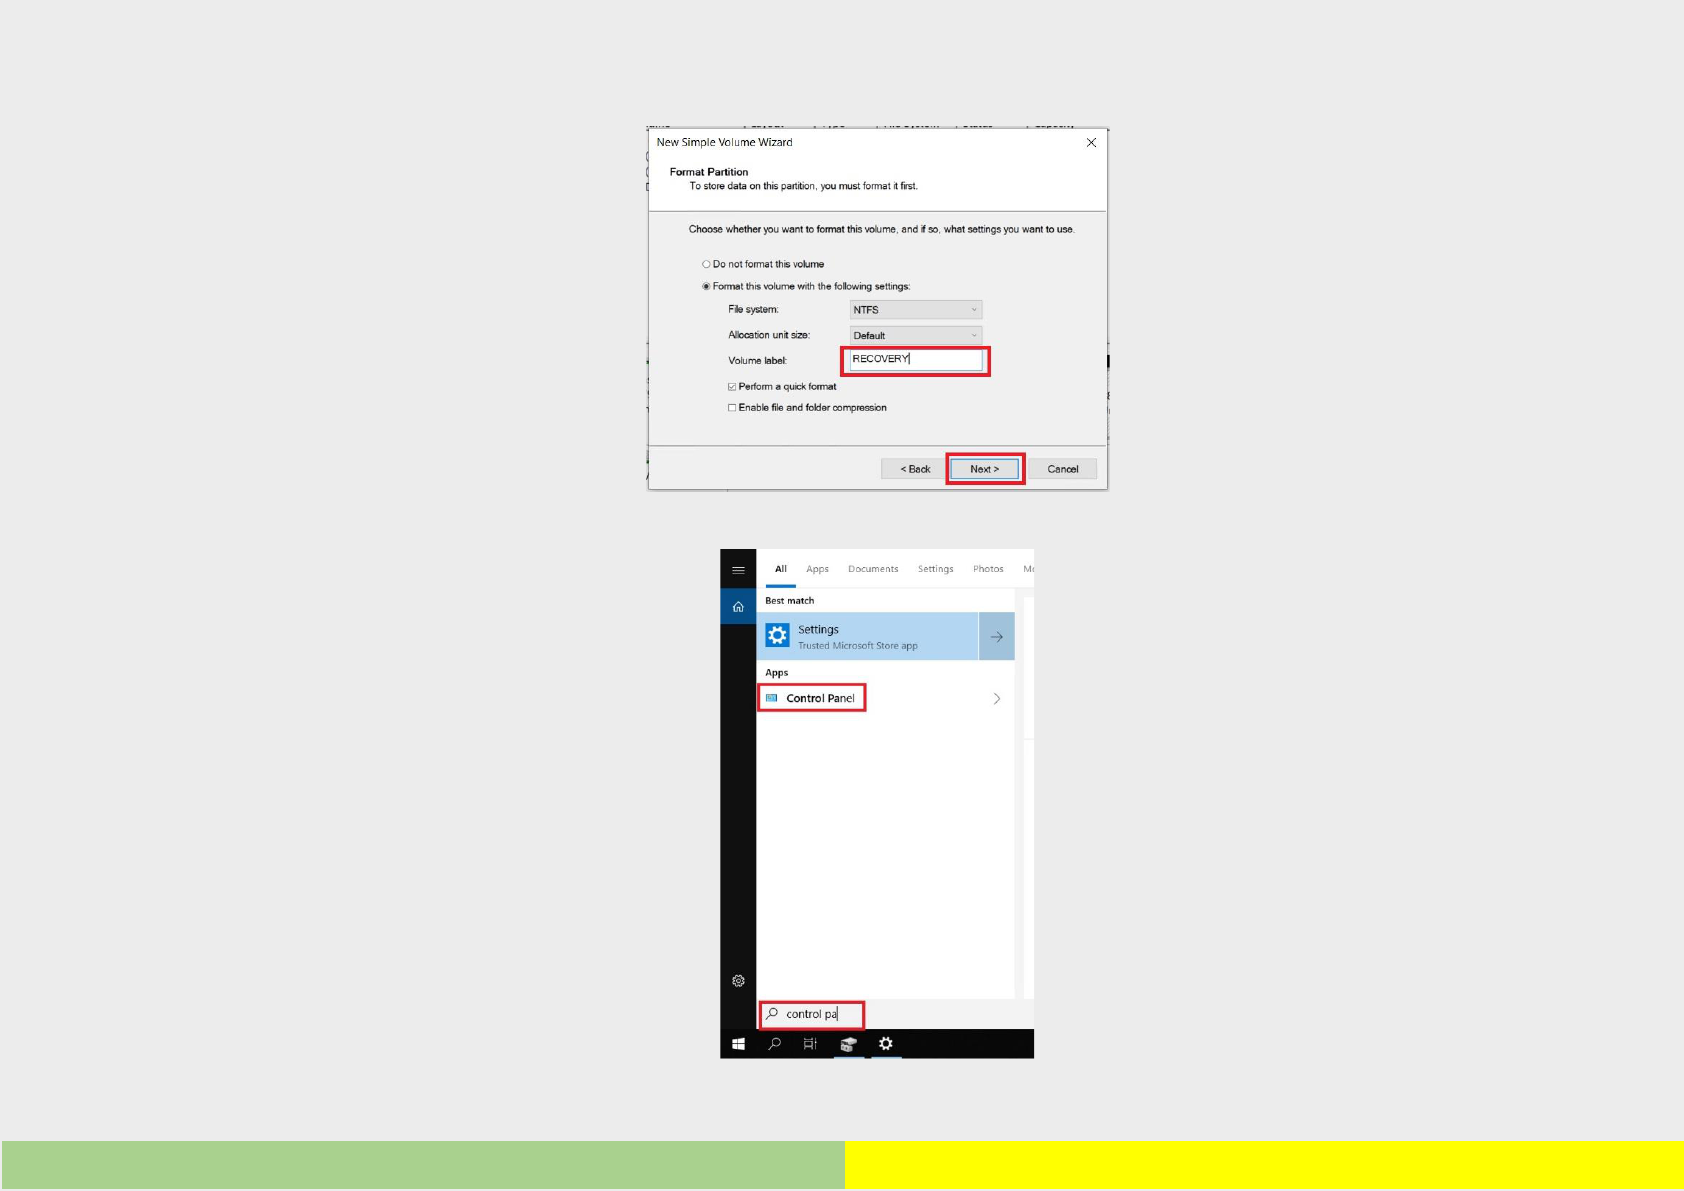 New Simple Volume Wizard
Format Partition
To store data on this partition, you must format it first.
Choose whether you want to format this volume, and if so, what settings you want to use.
Do not format this volume
Format this volume with the following settings:
File system: NTFS
Allocation unit size: Default
Volume label: RECOVERY
Perform a quick format
Enable file and folder compression
< Back Next > Cancel
All Apps Documents Settings Photos
Best match
Settings
Trusted Microsoft Store app
Apps
Control Panel
control pa